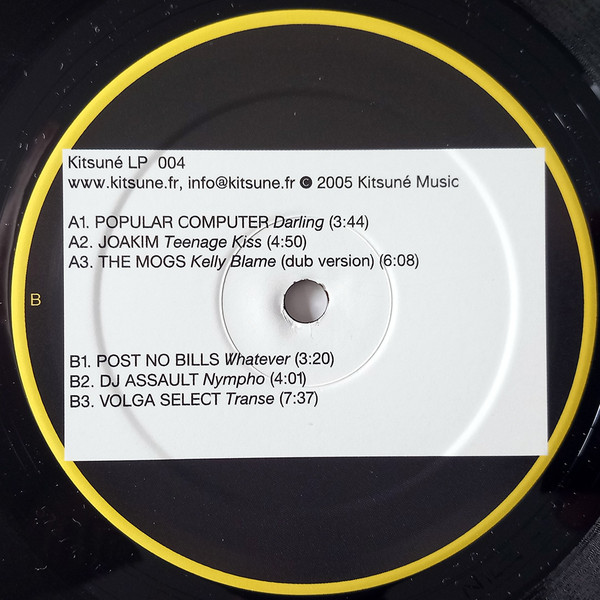 Kitsuné LP 004
www.kitsune.fr, info@kitsune.fr © 2005 Kitsuné Music
A1. POPULAR COMPUTER Darling (3:44)
A2. JOAKIM Teenage Kiss (4:50)
A3. THE MOGS Kelly Blame (dub version) (6:08)
B
B1. POST NO BILLS Whatever (3:20)
B2. DJ ASSAULT Nympho (4:01)
B3. VOLGA SELECT Transe (7:37)